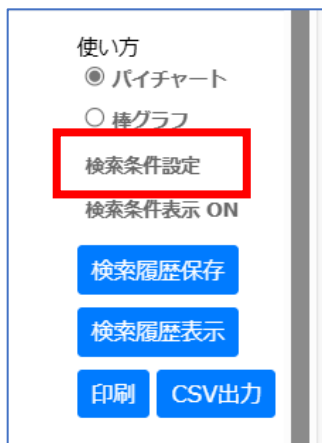 使い方
パイチャート
棒グラフ
検索条件設定
検索条件表示 ON
検索履歴保存
検索履歴表示
印刷 CSV出力